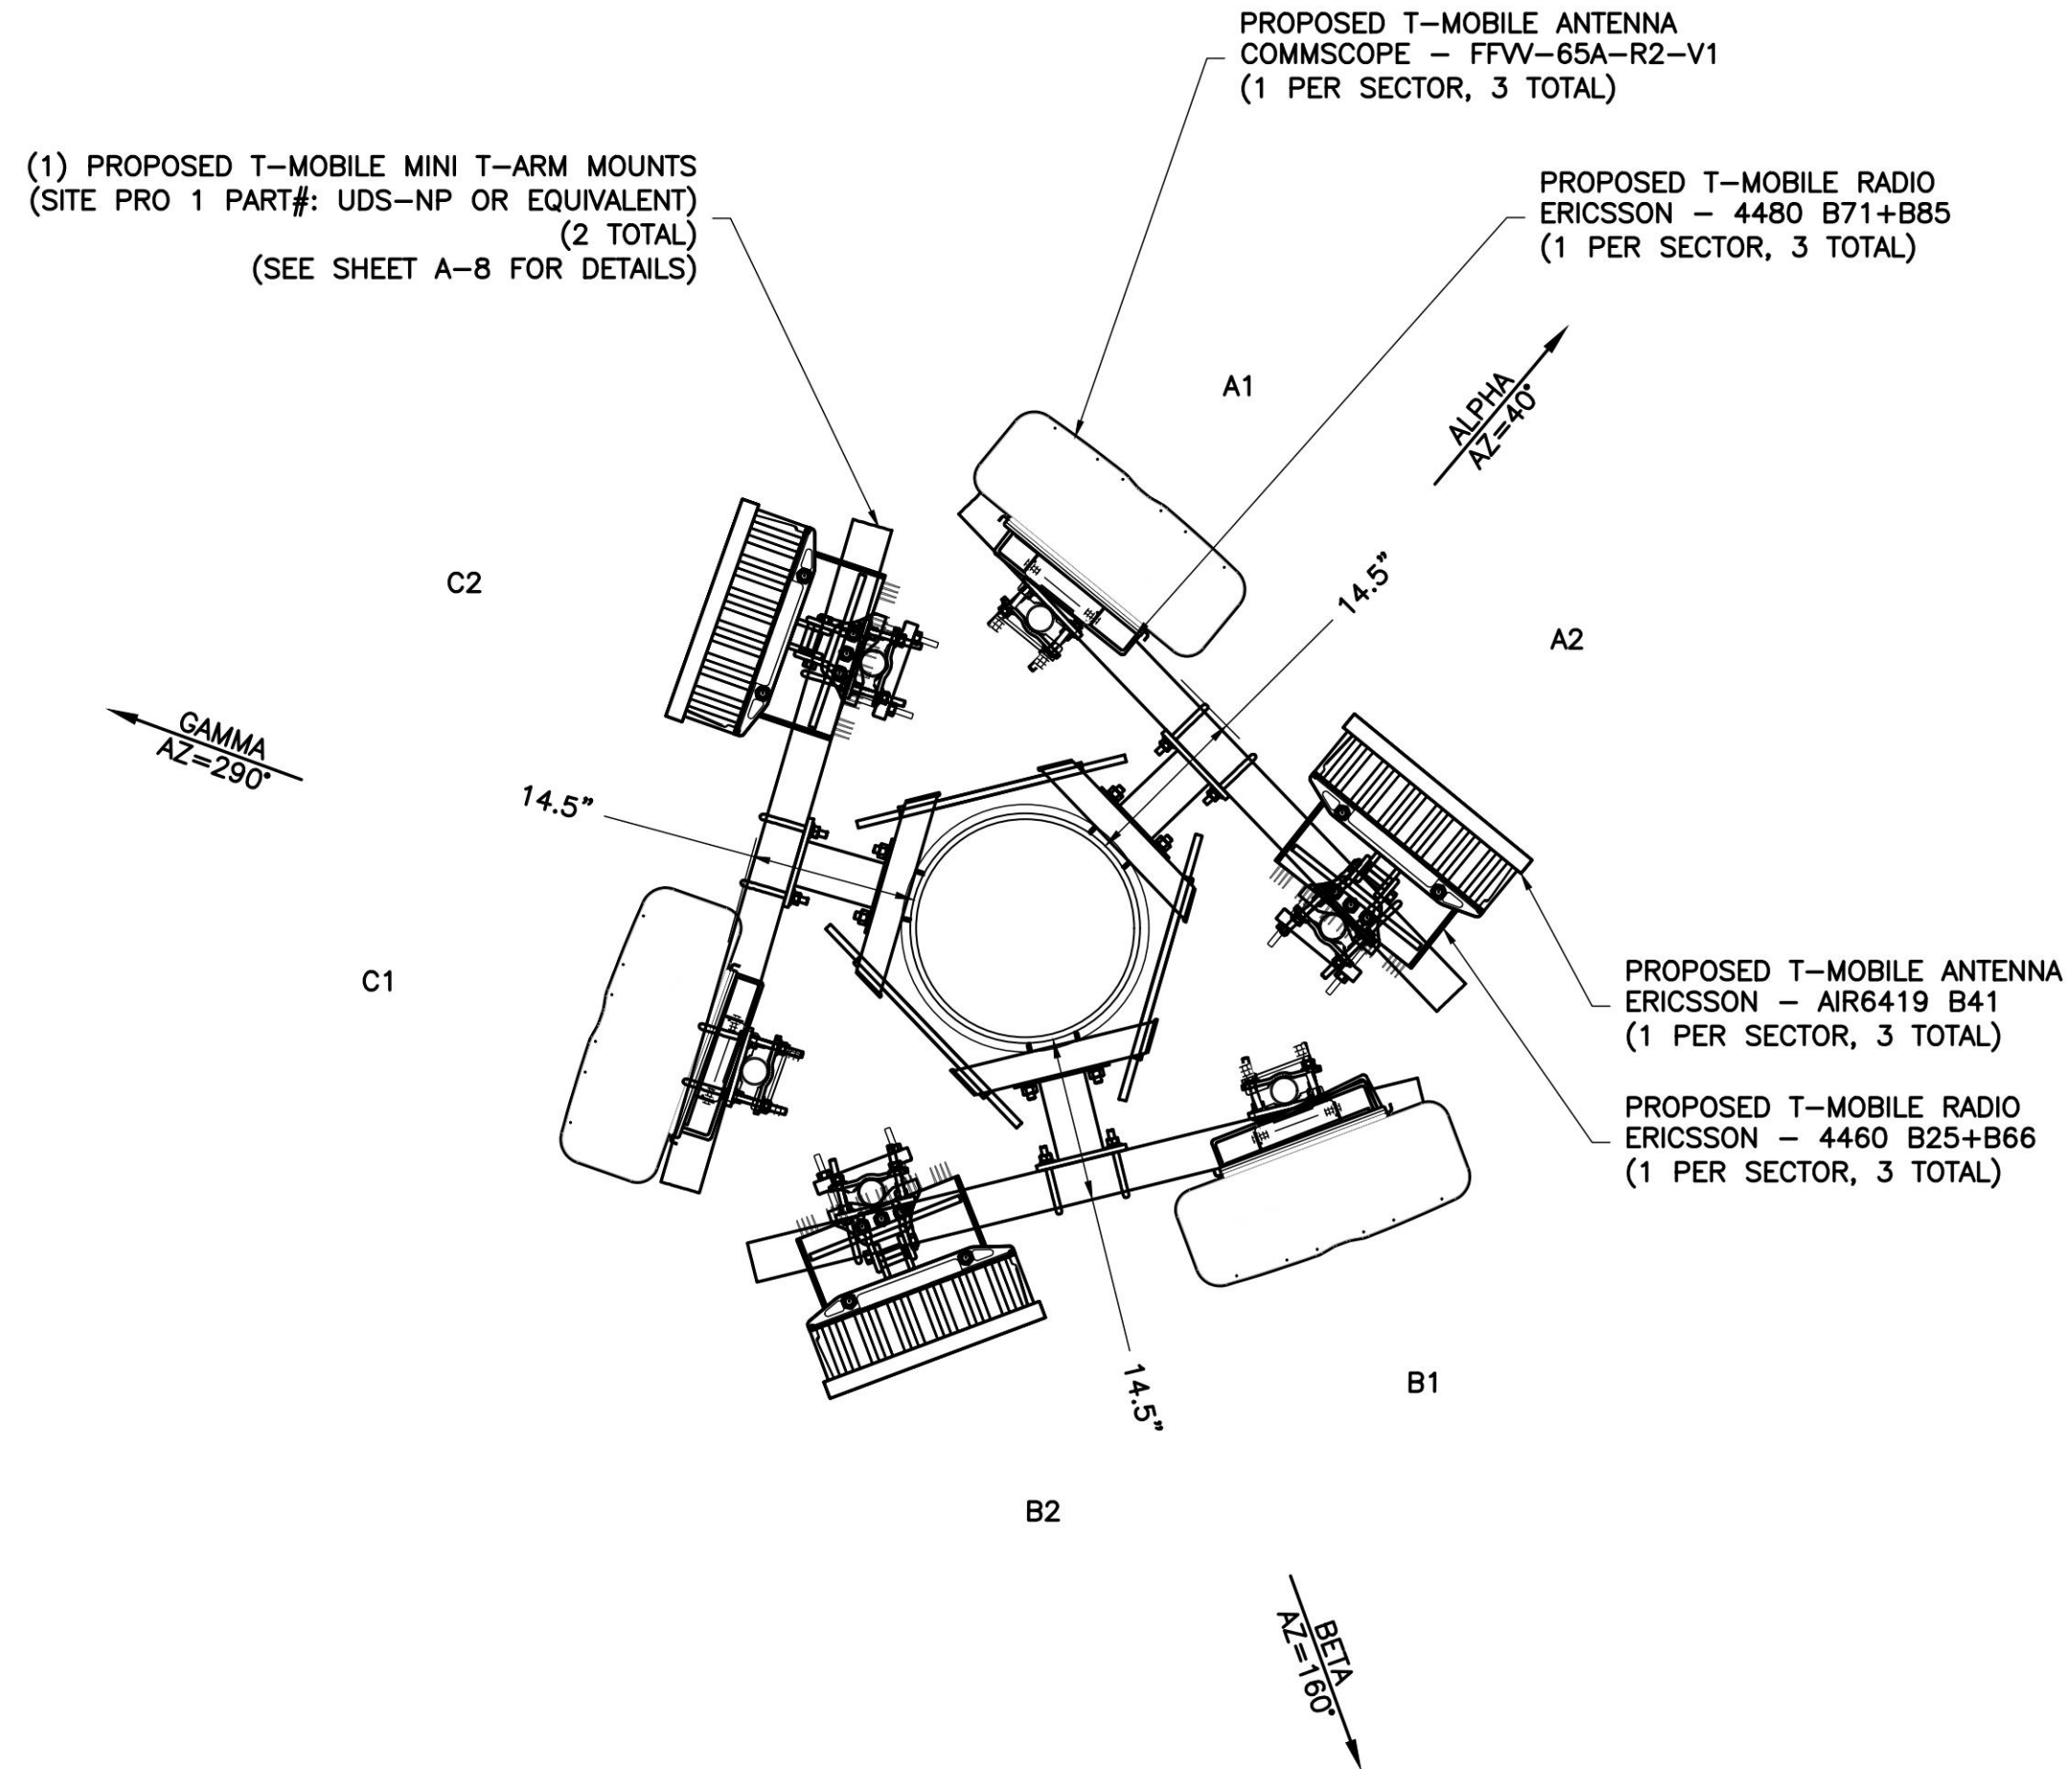 PROPOSED T-MOBILE ANTENNA
COMMSCOPE - FFVV-65A-R2-V1
(1 PER SECTOR, 3 TOTAL)
(1) PROPOSED T-MOBILE MINI T-ARM MOUNTS
(SITE PRO 1 PART#: UDS-NP OR EQUIVALENT)
(2 TOTAL)
(SEE SHEET A-8 FOR DETAILS)
PROPOSED T-MOBILE RADIO
ERICSSON - 4480 B71+B85
(1 PER SECTOR, 3 TOTAL)
A1
ALPHA
AZ=40°
C2
14.5"
A2
GAMMA
AZ=290°
14.5"
C1
PROPOSED T-MOBILE ANTENNA
ERICSSON - AIR6419 B41
(1 PER SECTOR, 3 TOTAL)
PROPOSED T-MOBILE RADIO
ERICSSON - 4460 B25+B66
(1 PER SECTOR, 3 TOTAL)
14.5"
B1
B2
BETA
AZ=160°